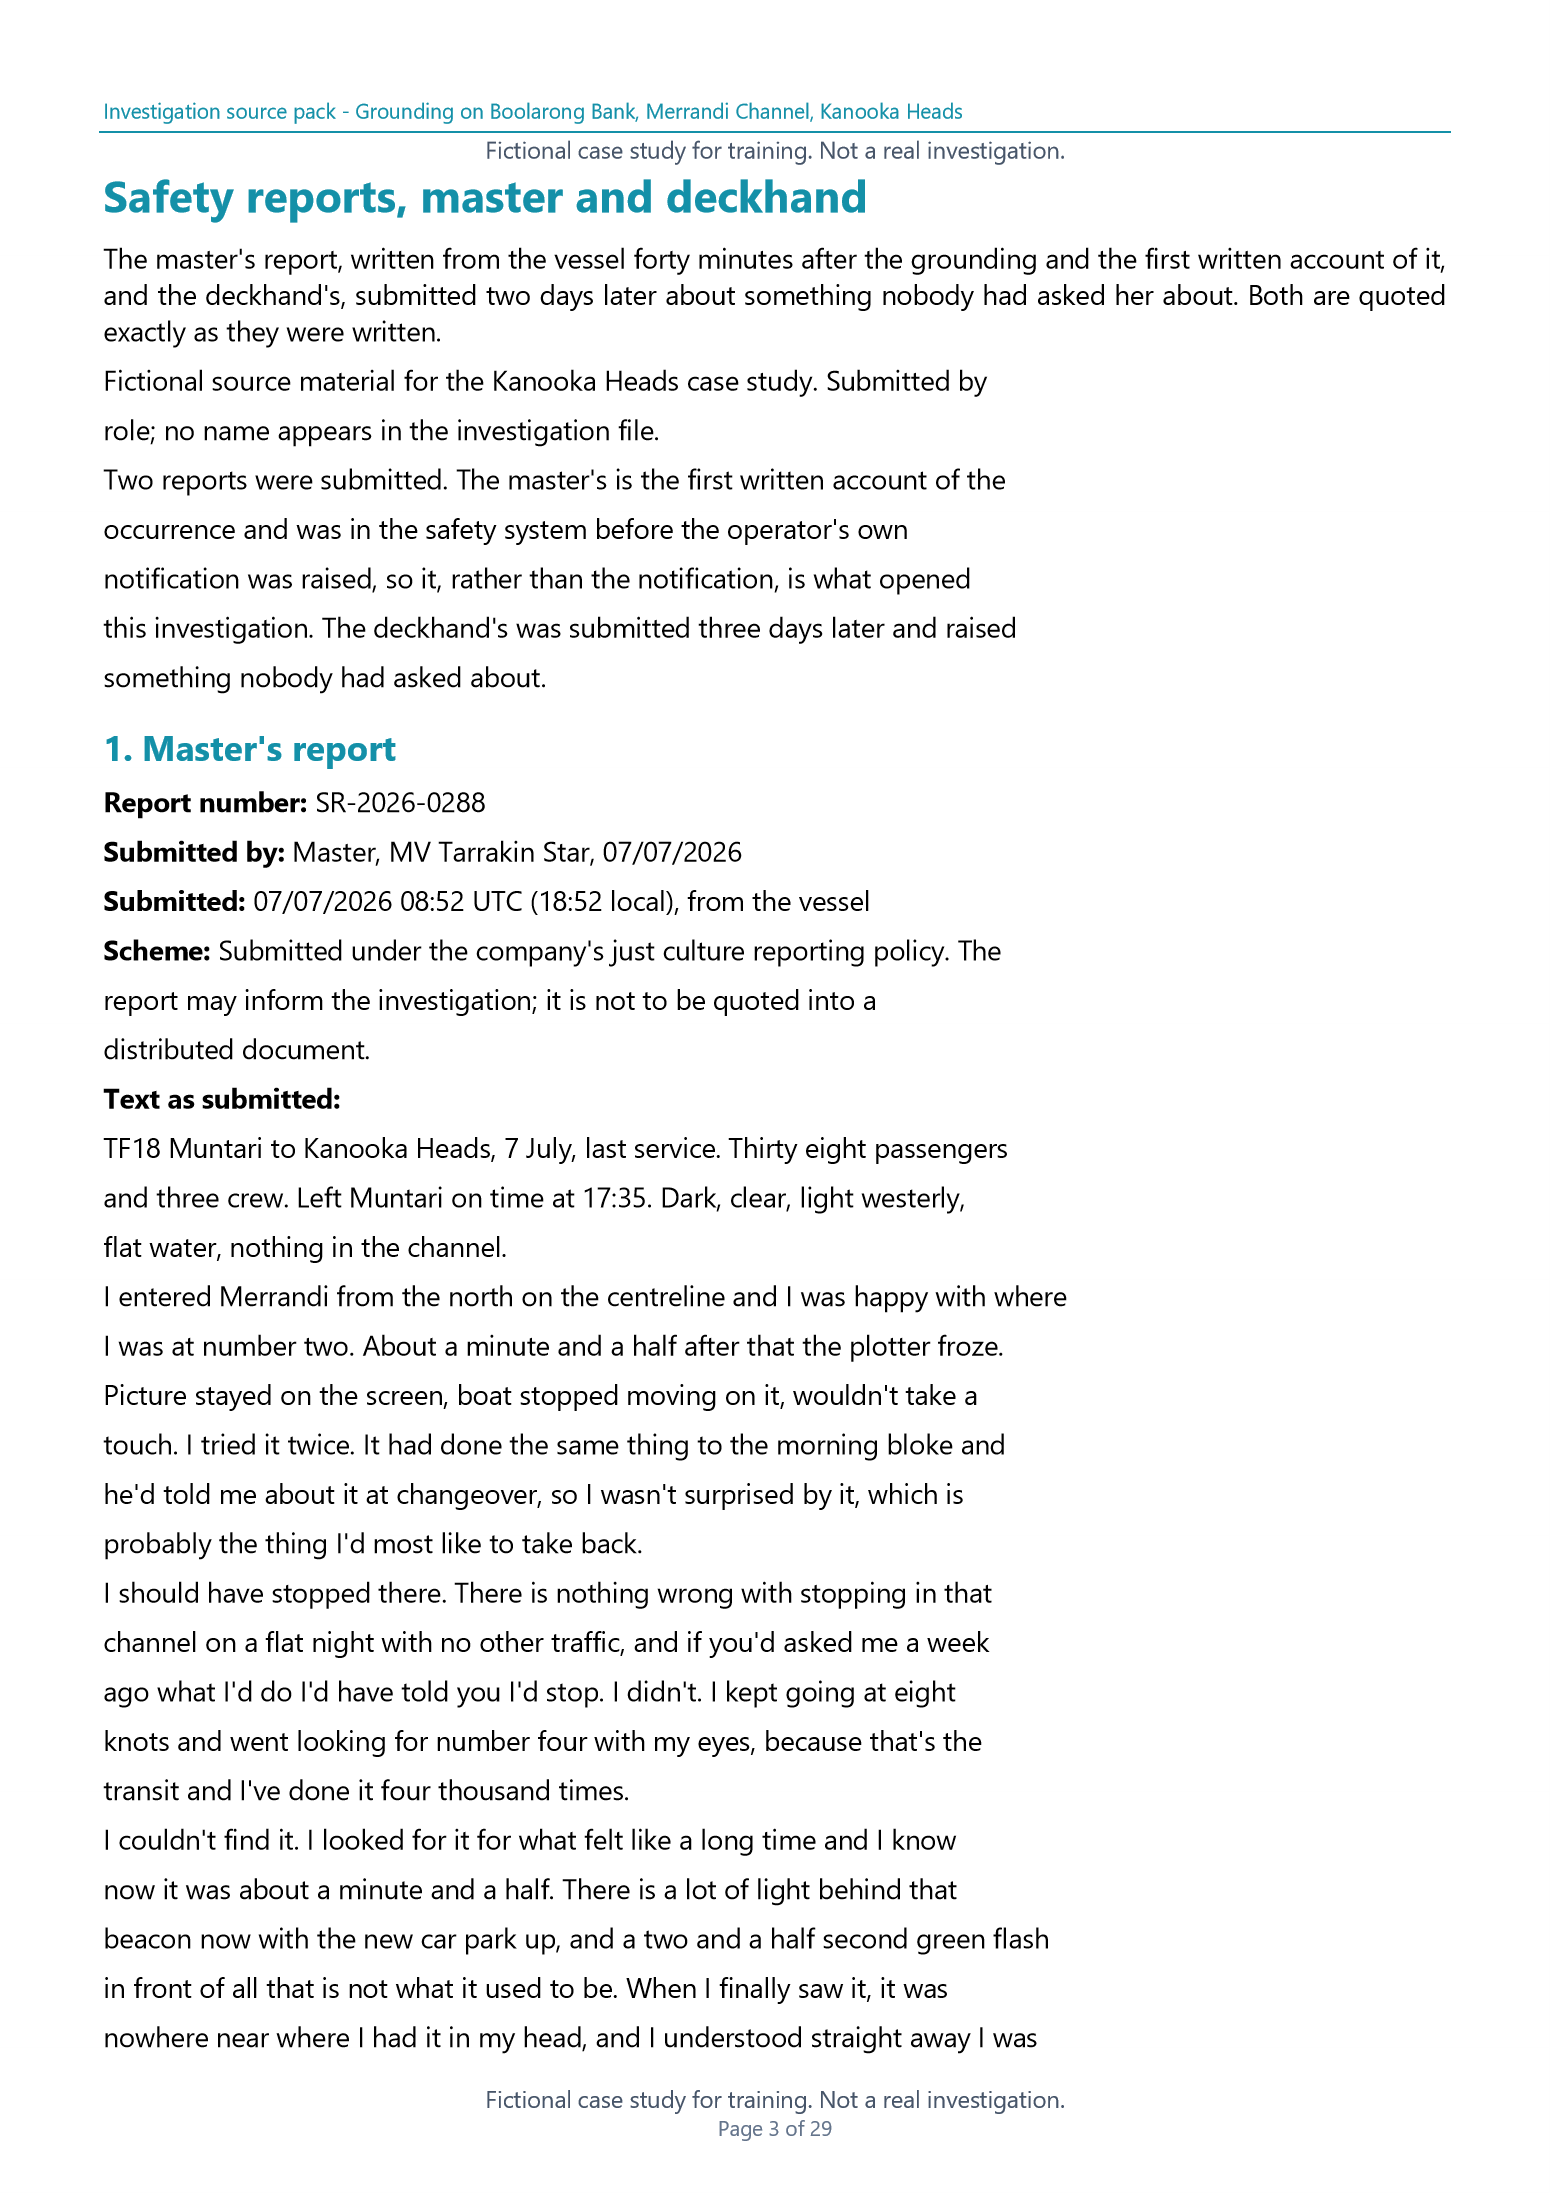 Investigation source pack - Grounding on Boolarong Bank, Merrandi Channel, Kanooka Heads
Fictional case study for training. Not a real investigation.
Safety reports, master and deckhand
The master's report, written from the vessel forty minutes after the grounding and the first written account of it,
and the deckhand's, submitted two days later about something nobody had asked her about. Both are quoted
exactly as they were written.
Fictional source material for the Kanooka Heads case study. Submitted by
role; no name appears in the investigation file.
Two reports were submitted. The master's is the first written account of the
occurrence and was in the safety system before the operator's own
notification was raised, so it, rather than the notification, is what opened
this investigation. The deckhand's was submitted three days later and raised
something nobody had asked about.
1. Master's report
Report number: SR-2026-0288
Submitted by: Master, MV Tarrakin Star, 07/07/2026
Submitted: 07/07/2026 08:52 UTC (18:52 local), from the vessel
Scheme: Submitted under the company's just culture reporting policy. The
report may inform the investigation; it is not to be quoted into a
distributed document.
Text as submitted:
TF18 Muntari to Kanooka Heads, 7 July, last service. Thirty eight passengers
and three crew. Left Muntari on time at 17:35. Dark, clear, light westerly,
flat water, nothing in the channel.
I entered Merrandi from the north on the centreline and I was happy with where
I was at number two. About a minute and a half after that the plotter froze.
Picture stayed on the screen, boat stopped moving on it, wouldn't take a
touch. I tried it twice. It had done the same thing to the morning bloke and
he'd told me about it at changeover, so I wasn't surprised by it, which is
probably the thing I'd most like to take back.
I should have stopped there. There is nothing wrong with stopping in that
channel on a flat night with no other traffic, and if you'd asked me a week
ago what I'd do I'd have told you I'd stop. I didn't. I kept going at eight
knots and went looking for number four with my eyes, because that's the
transit and I've done it four thousand times.
I couldn't find it. I looked for it for what felt like a long time and I know
now it was about a minute and a half. There is a lot of light behind that
beacon now with the new car park up, and a two and a half second green flash
in front of all that is not what it used to be. When I finally saw it, it was
nowhere near where I had it in my head, and I understood straight away I was
Fictional case study for training. Not a real investigation.
Page 3 of 29